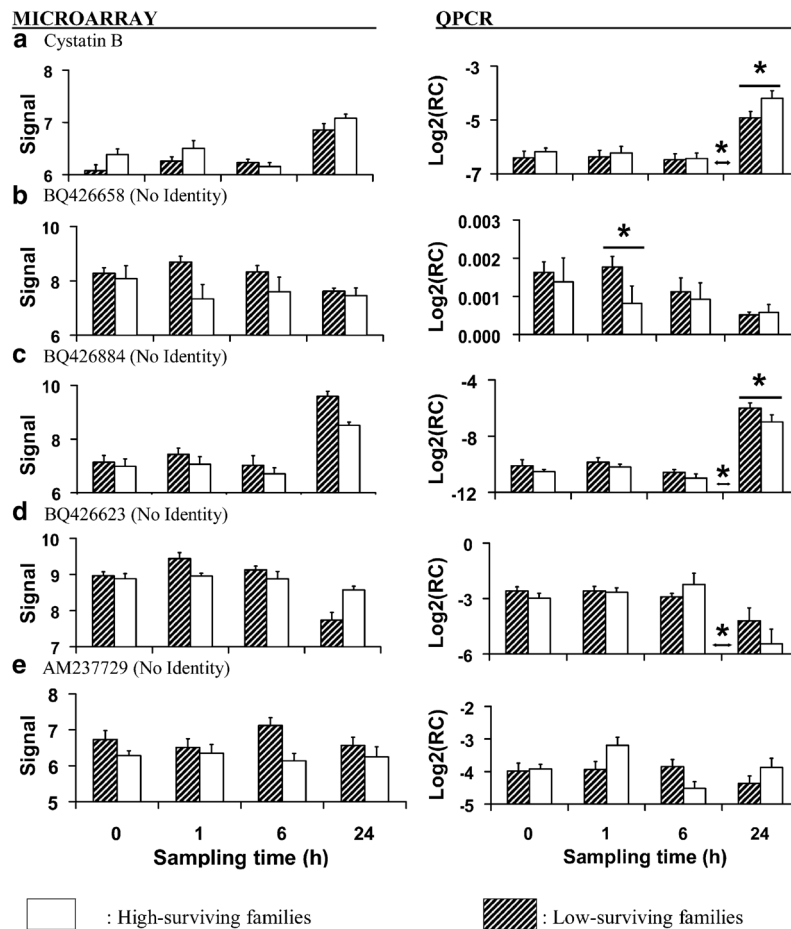 MICROARRAY QPCR
a Cystatin B
Signal 8 7 6
Log2(RC) -3 -5 -7 * *
b BQ426658 (No Identity)
Signal 10 8 6
Log2(RC) 0.003 0.002 0.001 0.000 *
c BQ426884 (No Identity)
Signal 10 8 6
Log2(RC) -4 -8 -12 * *
d BQ426623 (No Identity)
Signal 10 9 8 7
Log2(RC) 0 -3 -6 *
e AM237729 (No Identity)
Signal 8 7 6 5
Log2(RC) -2 -3 -4 -5
0 1 6 24 0 1 6 24
Sampling time (h) Sampling time (h)
: High-surviving families : Low-surviving families